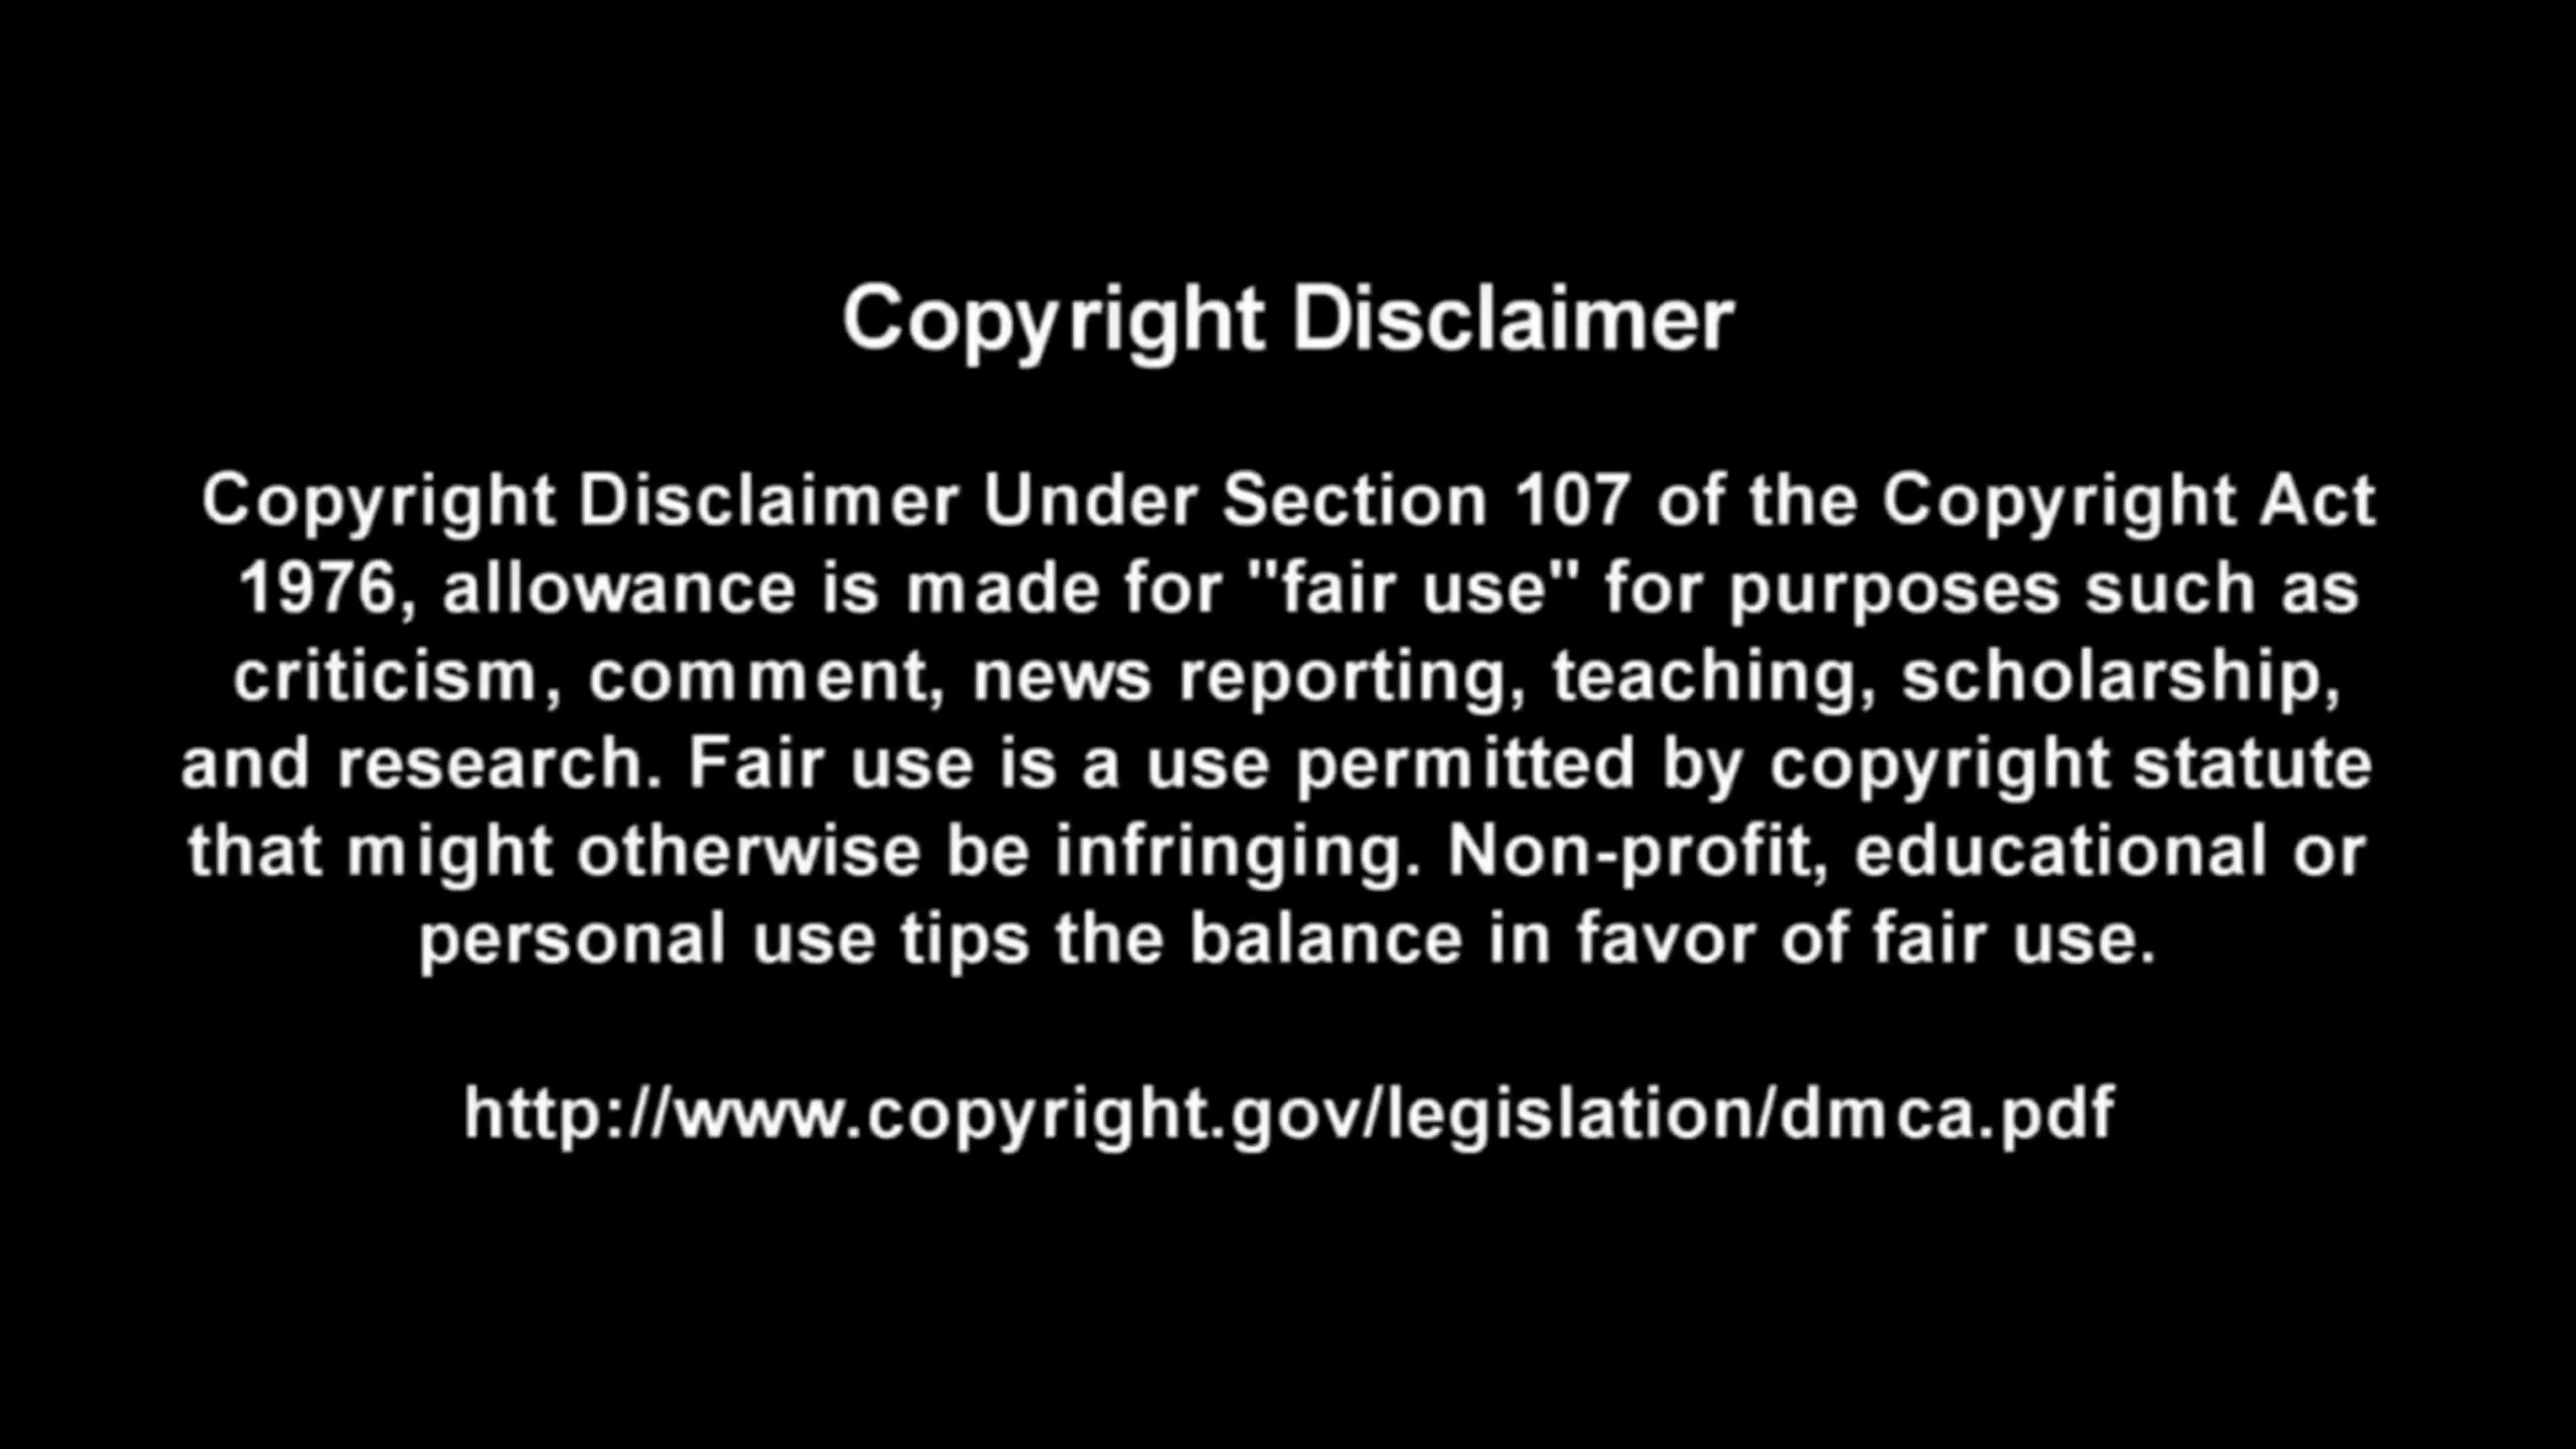 Copyright Disclaimer
Copyright Disclaimer Under Section 107 of the Copyright Act
1976, allowance is made for "fair use" for purposes such as
criticism, comment, news reporting, teaching, scholarship,
and research. Fair use is a use permitted by copyright statute
that might otherwise be infringing. Non-profit, educational or
personal use tips the balance in favor of fair use.
http://www.copyright.gov/legislation/dmca.pdf